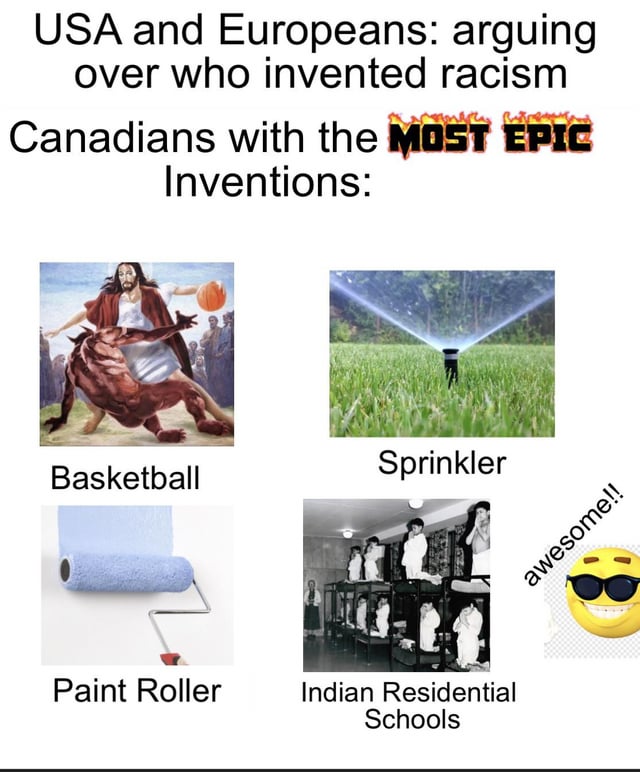 USA and Europeans: arguing
over who invented racism
Canadians with the MOST EPIC
Inventions:
Basketball
Sprinkler
awesome!!
Paint Roller
Indian Residential
Schools